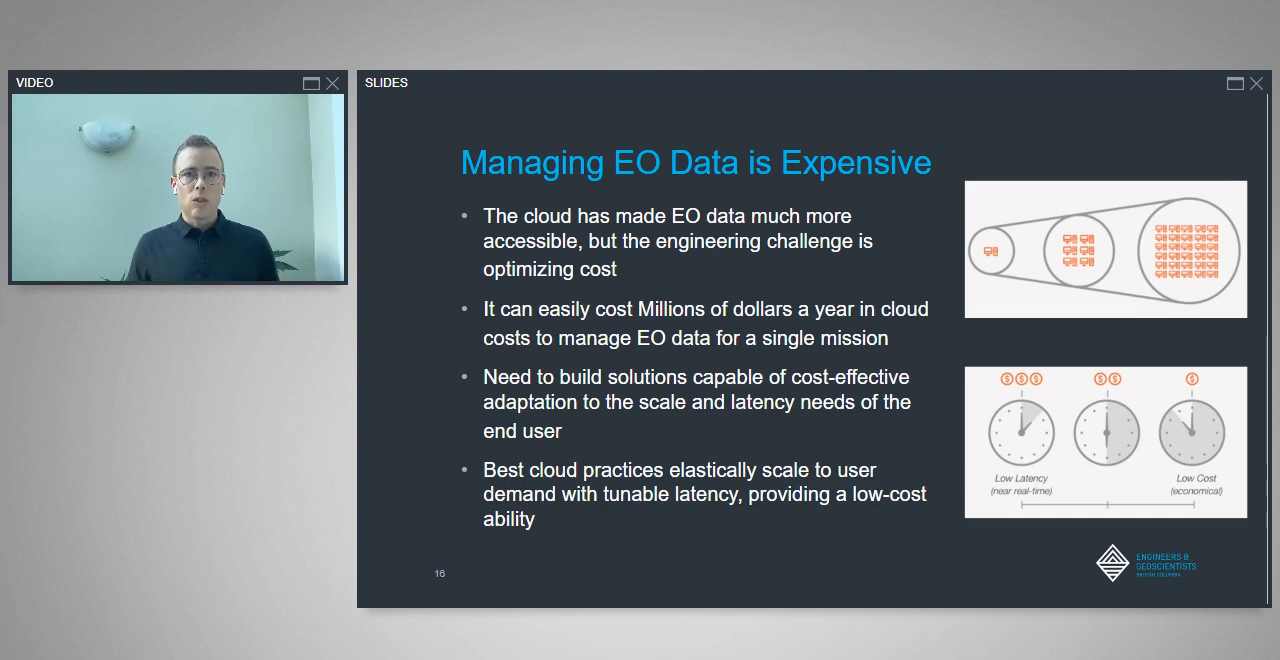 VIDEO
SLIDES
Managing EO Data is Expensive
• The cloud has made EO data much more
accessible, but the engineering challenge is
optimizing cost
• It can easily cost Millions of dollars a year in cloud
costs to manage EO data for a single mission
• Need to build solutions capable of cost-effective
adaptation to the scale and latency needs of the
end user
• Best cloud practices elastically scale to user
demand with tunable latency, providing a low-cost
ability
$ $ $ $ $ $
Low Latency
(near real-time)
Low Cost
(economical)
16
ENGINEERS &
GEOSCIENTISTS
BRITISH COLUMBIA